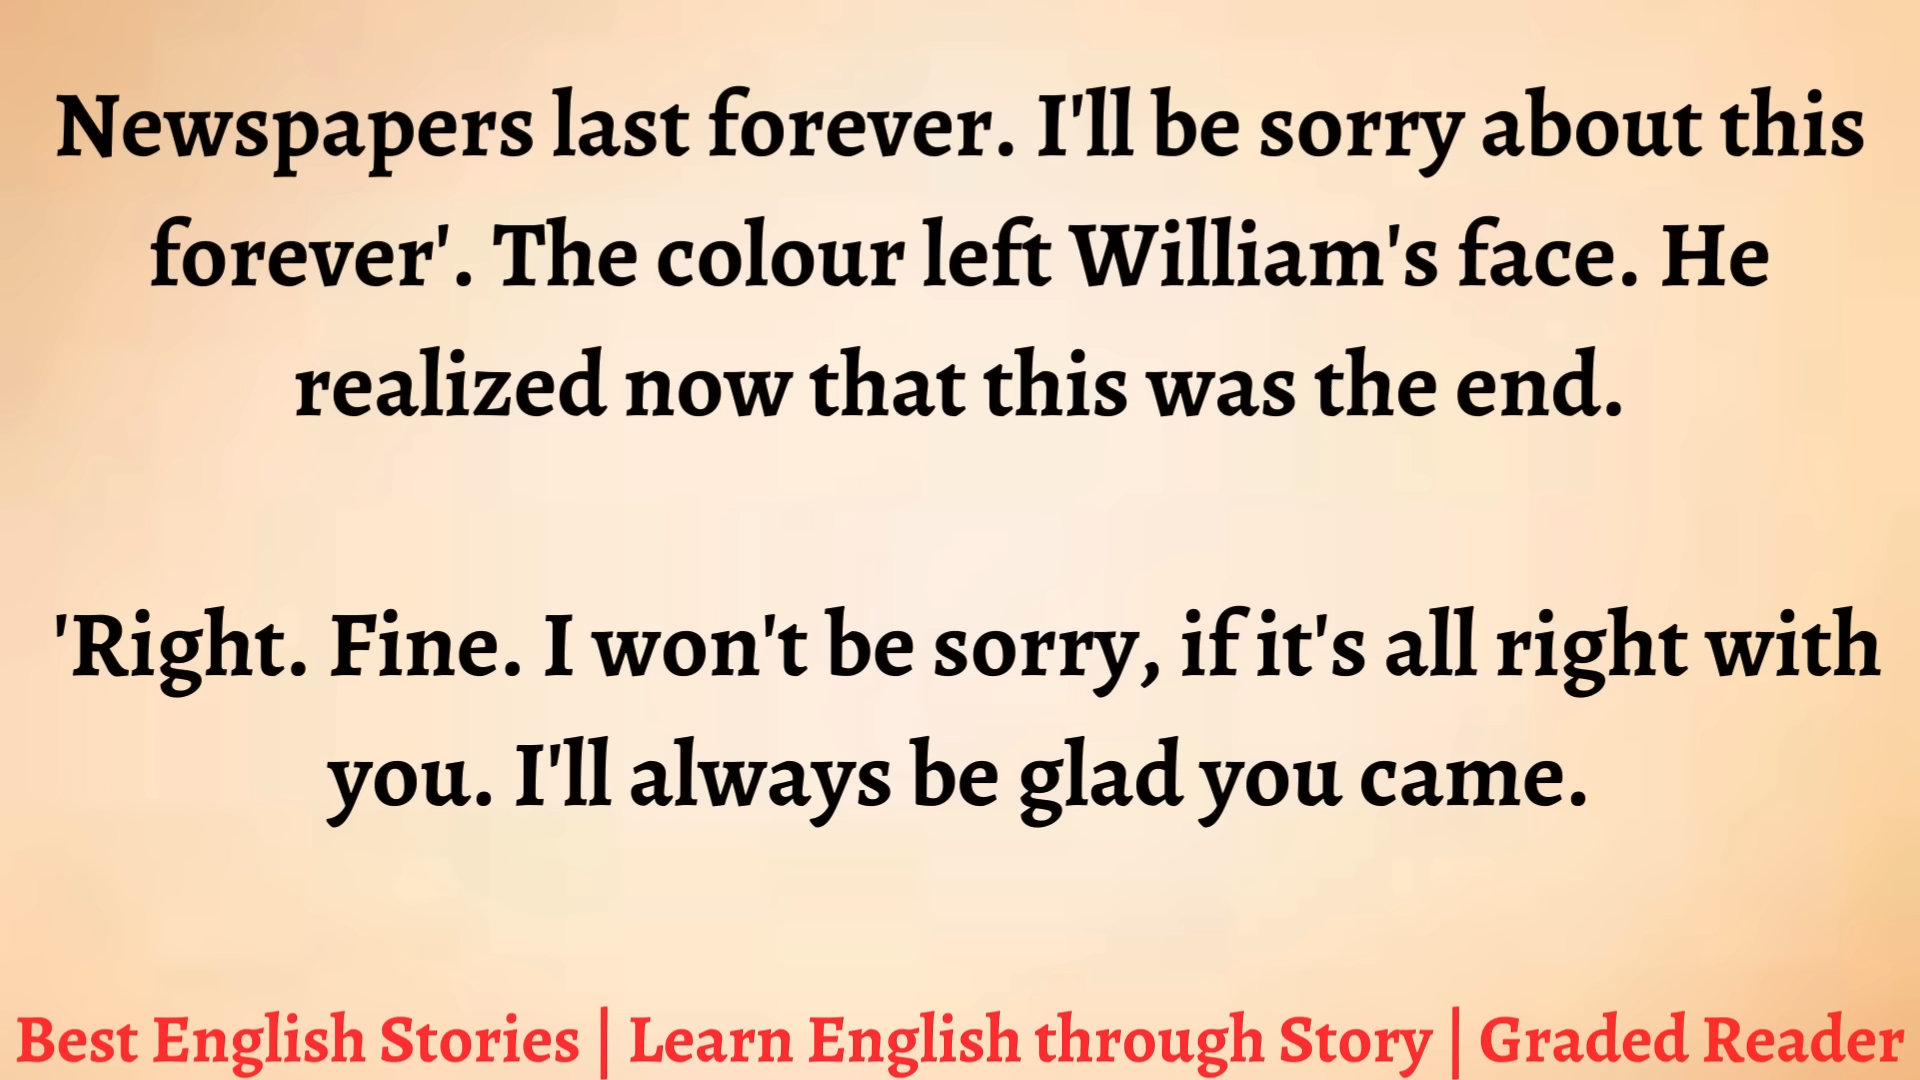 Newspapers last forever. I'll be sorry about this
forever'. The colour left William's face. He
realized now that this was the end.
'Right. Fine. I won't be sorry, if it's all right with
you. I'll always be glad you came.
Best English Stories | Learn English through Story | Graded Reader